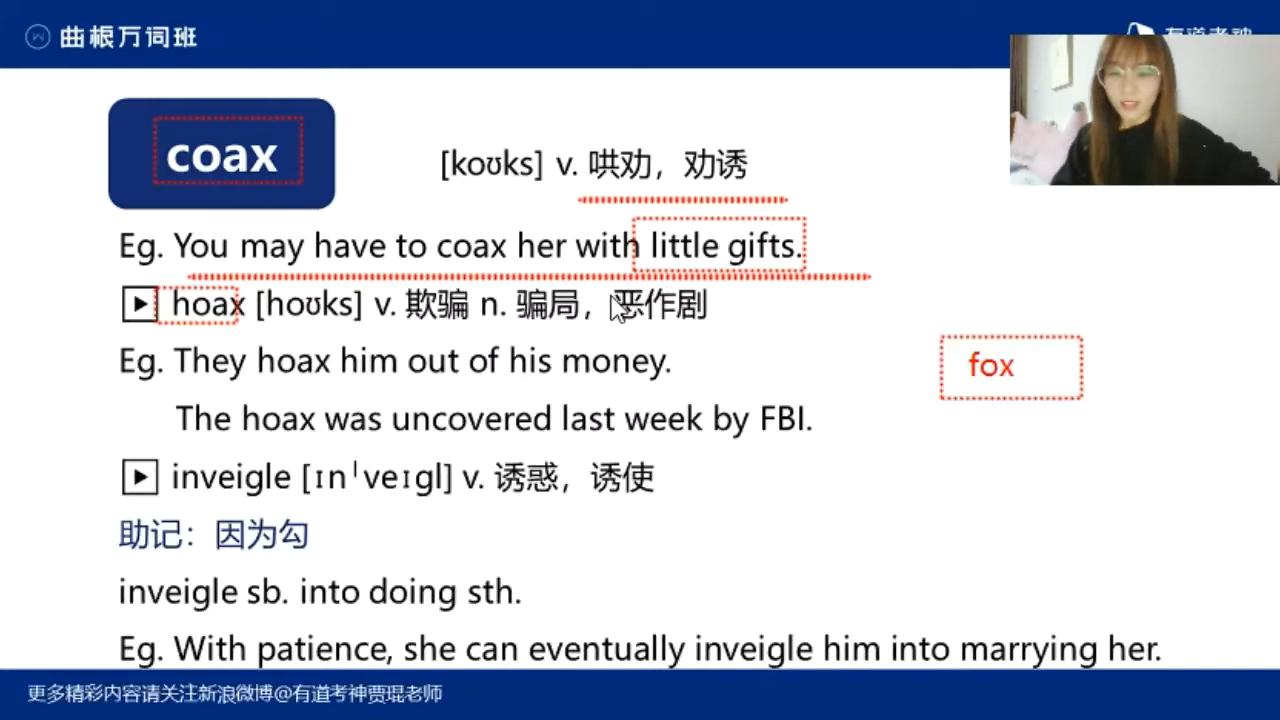 曲根万词班
有道考神
coax
[koʊks] v. 哄劝，劝诱
Eg. You may have to coax her with little gifts.
hoax [hoʊks] v. 欺骗 n. 骗局，恶作剧
Eg. They hoax him out of his money.
fox
The hoax was uncovered last week by FBI.
inveigle [ɪnˈveɪgl] v. 诱惑，诱使
助记：因为勾
inveigle sb. into doing sth.
Eg. With patience, she can eventually inveigle him into marrying her.
更多精彩内容请关注新浪微博@有道考神贾琨老师